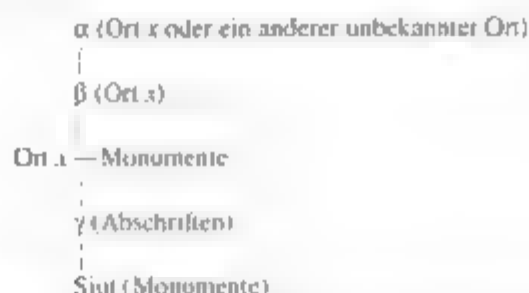 α (Ort x oder ein anderer unbekannter Ort)
β (Ort x)
Ort x — Monumente
γ (Abschriften)
Siut (Monumente)